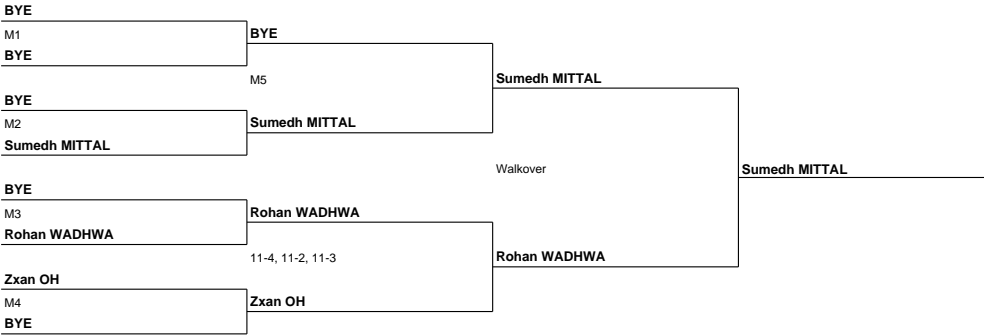 BYE
M1
BYE
BYE
M5
BYE
M2
Sumedh MITTAL
Sumedh MITTAL
Sumedh MITTAL
Walkover
Sumedh MITTAL
BYE
M3
Rohan WADHWA
Rohan WADHWA
11-4, 11-2, 11-3
Rohan WADHWA
Zxan OH
M4
BYE
Zxan OH